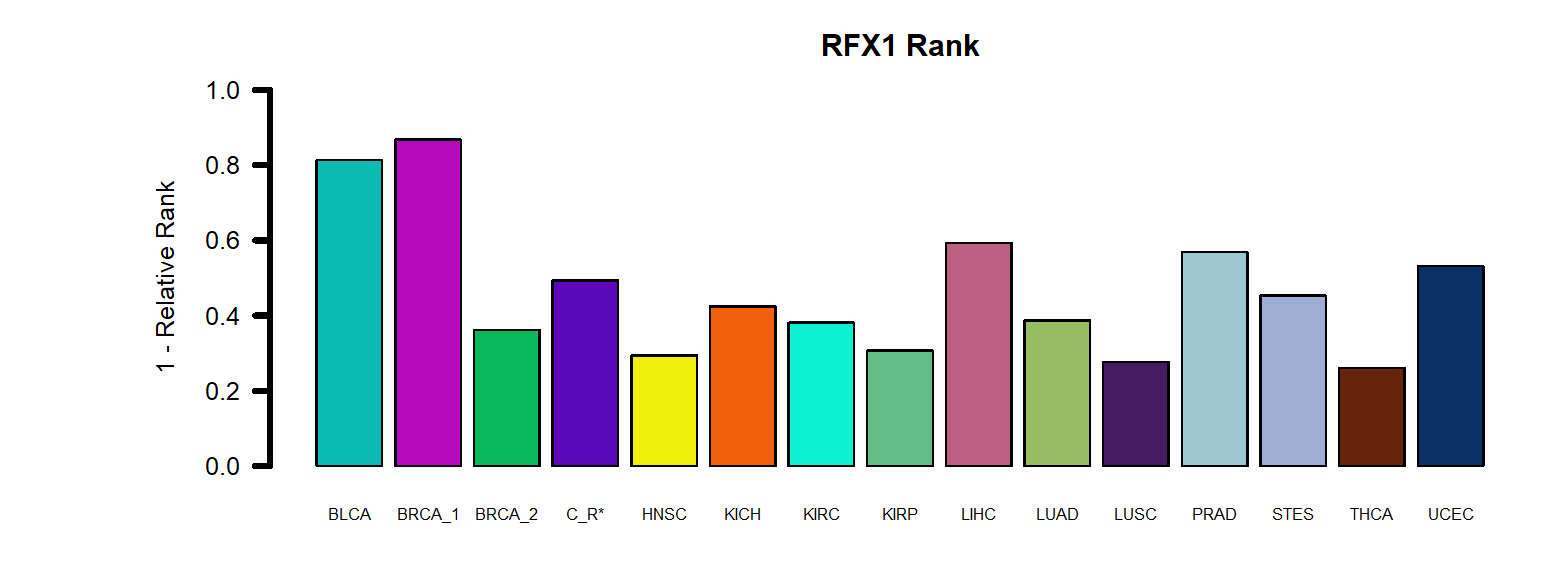 RFX1 Rank
1 - Relative Rank
1.0
0.8
0.6
0.4
0.2
0.0
BLCA BRCA_1 BRCA_2 C_R* HNSC KICH KIRC KIRP LIHC LUAD LUSC PRAD STES THCA UCEC